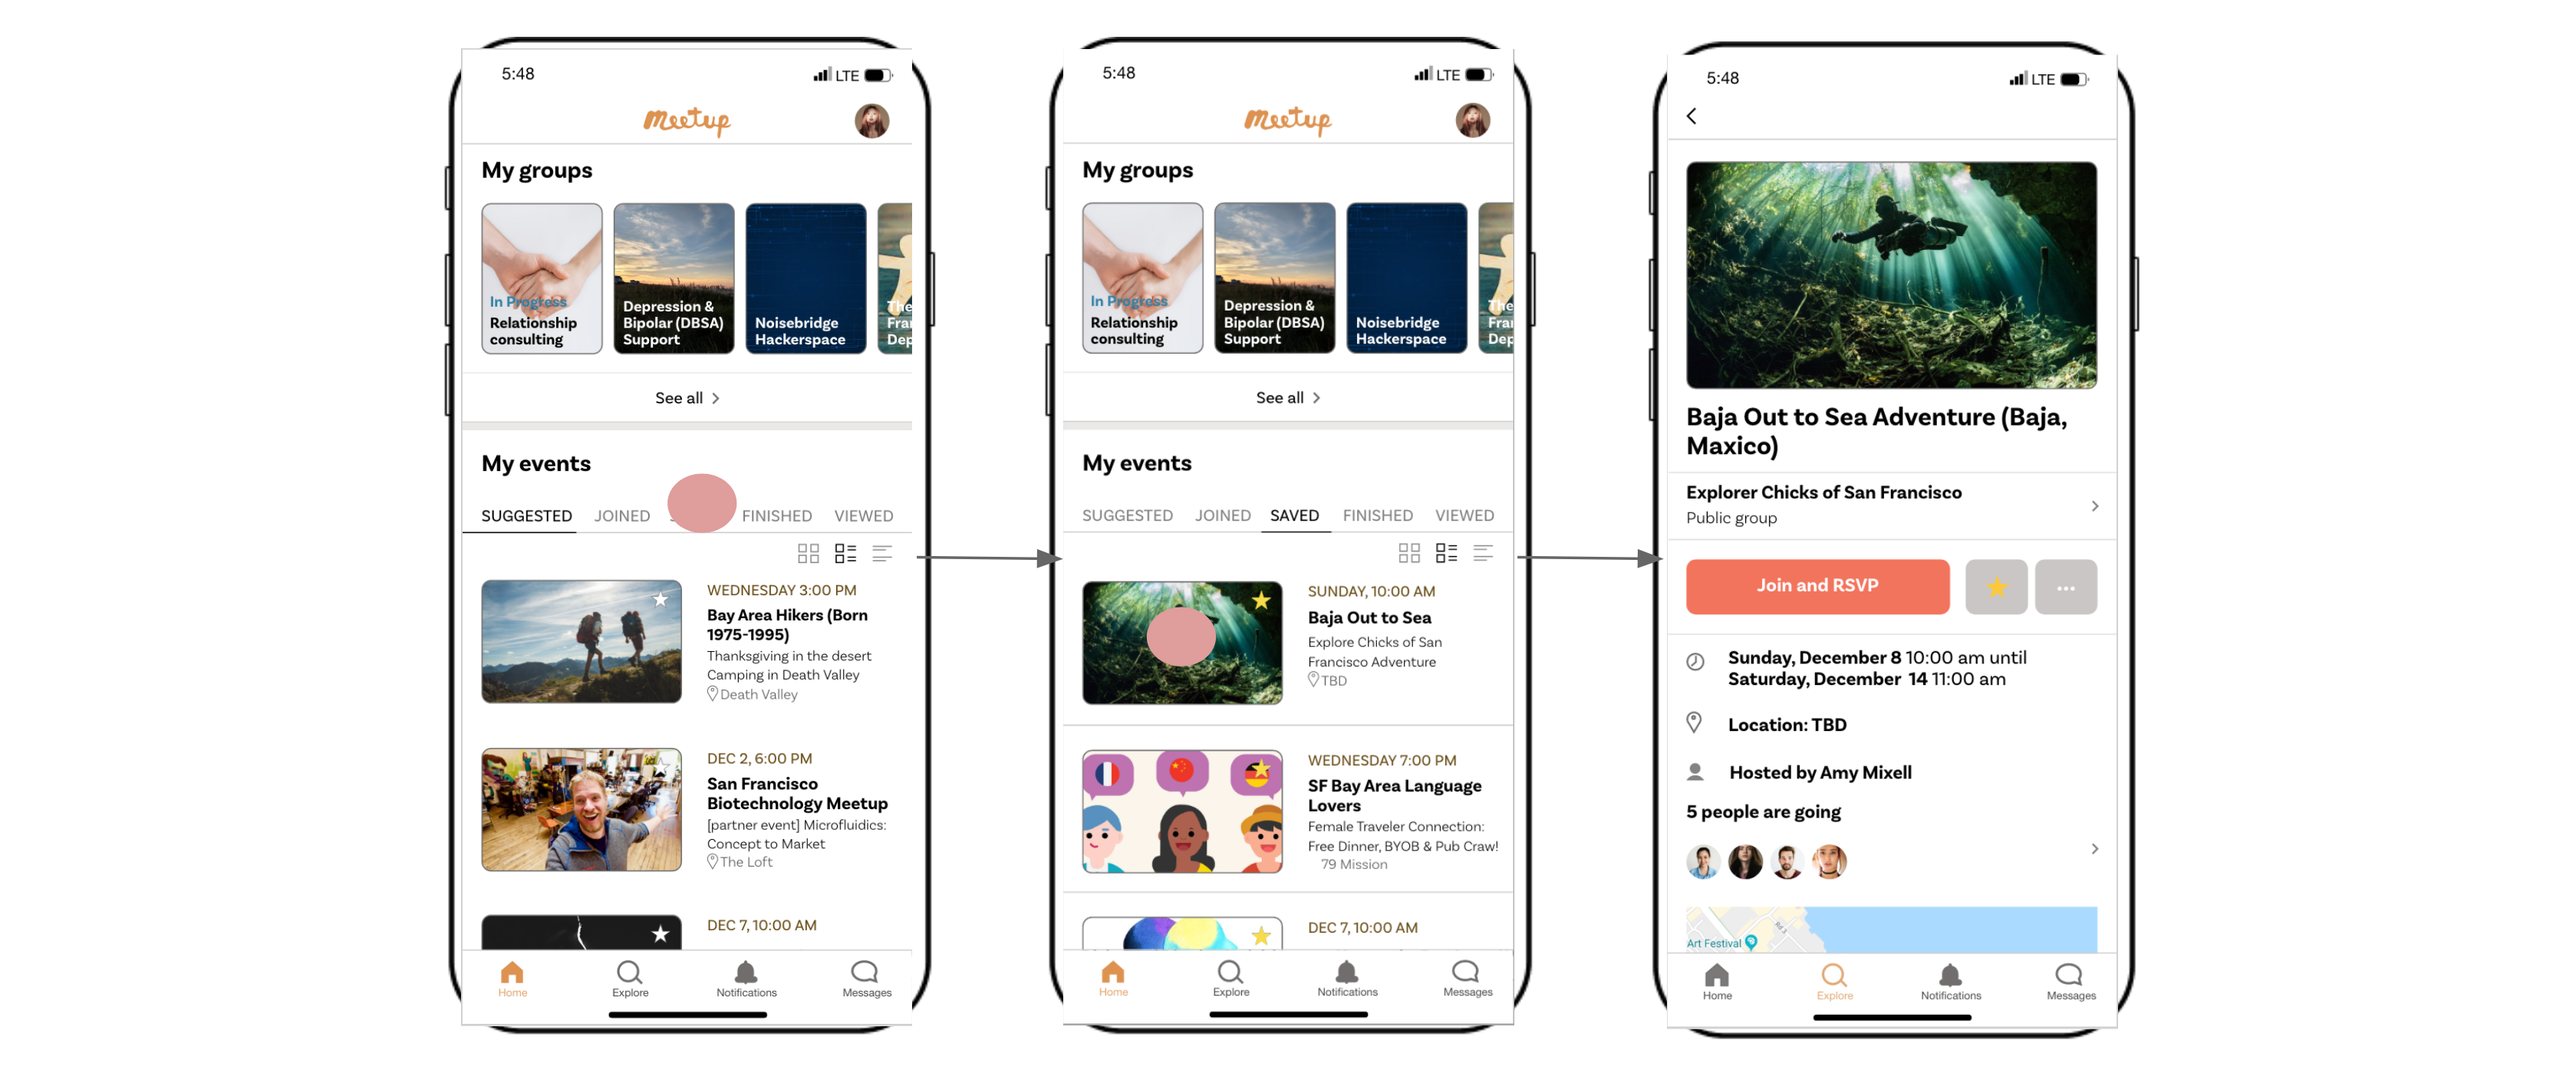 5:48
LTE
Meetup
My groups
In Progress
Relationship
consulting
Depression &
Bipolar (DBSA)
Support
Noisebridge
Hackerspace
The
Fra
Dep
See all
My events
SUGGESTED JOINED FINISHED VIEWED
WEDNESDAY 3:00 PM
Bay Area Hikers (Born
1975-1995)
Thanksgiving in the desert
Camping in Death Valley
Death Valley
DEC 2, 6:00 PM
San Francisco
Biotechnology Meetup
[partner event] Microfluidics:
Concept to Market
The Loft
DEC 7, 10:00 AM
Home Explore Notifications Messages
5:48
LTE
Meetup
My groups
In Progress
Relationship
consulting
Depression &
Bipolar (DBSA)
Support
Noisebridge
Hackerspace
The
Fra
Dep
See all
My events
SUGGESTED JOINED SAVED FINISHED VIEWED
SUNDAY, 10:00 AM
Baja Out to Sea
Explore Chicks of San
Francisco Adventure
TBD
WEDNESDAY 7:00 PM
SF Bay Area Language
Lovers
Female Traveler Connection:
Free Dinner, BYOB & Pub Craw!
79 Mission
DEC 7, 10:00 AM
Home Explore Notifications Messages
5:48
LTE
Baja Out to Sea Adventure (Baja,
Maxico)
Explorer Chicks of San Francisco
Public group
Join and RSVP
Sunday, December 8 10:00 am until
Saturday, December 14 11:00 am
Location: TBD
Hosted by Amy Mixell
5 people are going
Art Festival
Home Explore Notifications Messages